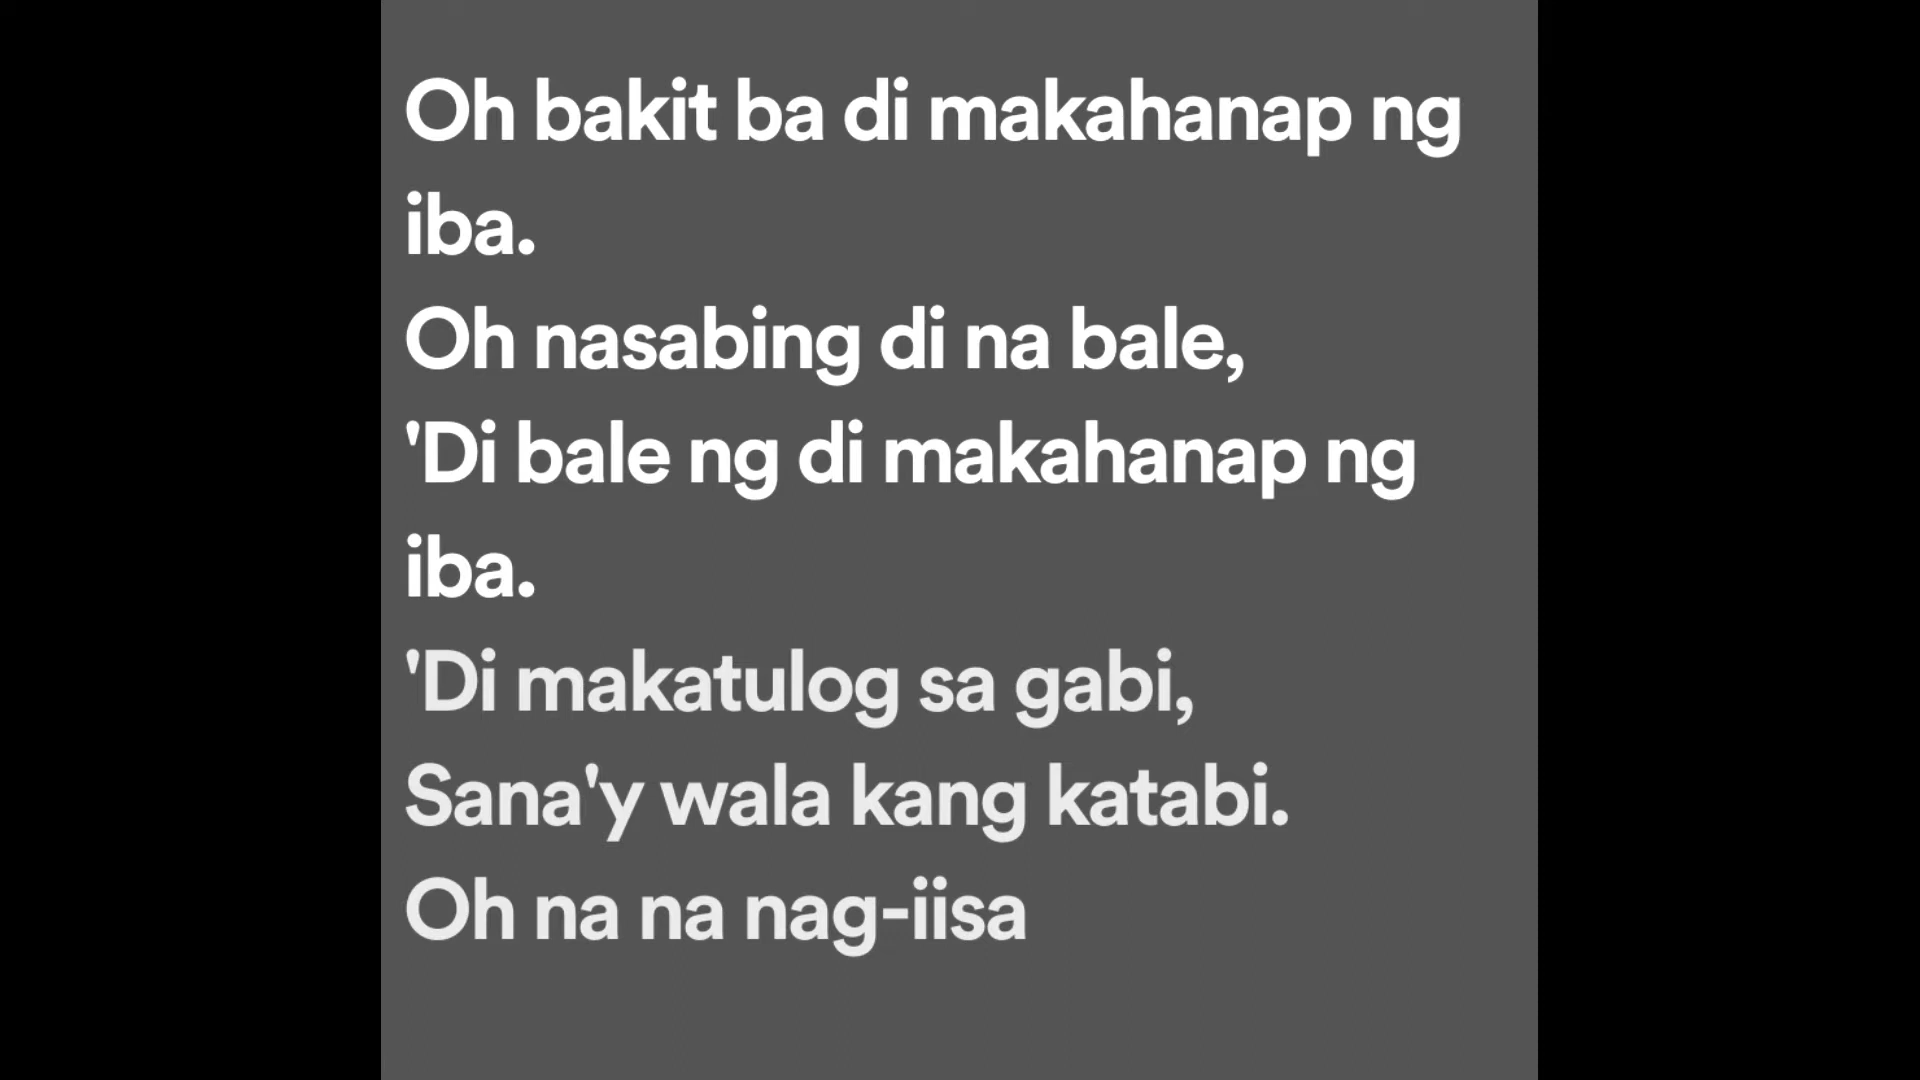 Oh bakit ba di makahanap ng
iba.
Oh nasabing di na bale,
'Di bale ng di makahanap ng
iba.
'Di makatulog sa gabi,
Sana'y wala kang katabi.
Oh na na nag-iisa